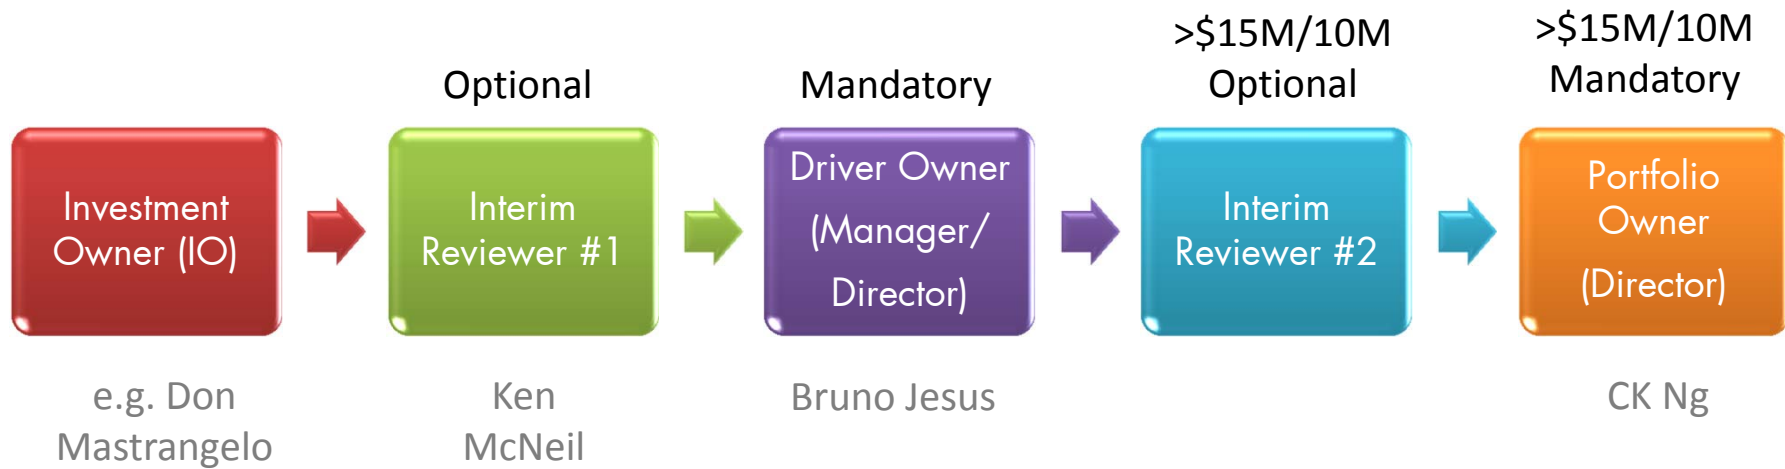 Optional
Mandatory
>$15M/10M
Optional
>$15M/10M
Mandatory
Investment
Owner (IO)
Interim
Reviewer #1
Driver Owner
(Manager/
Director)
Interim
Reviewer #2
Portfolio
Owner
(Director)
e.g. Don
Mastrangelo
Ken
McNeil
Bruno Jesus
CK Ng